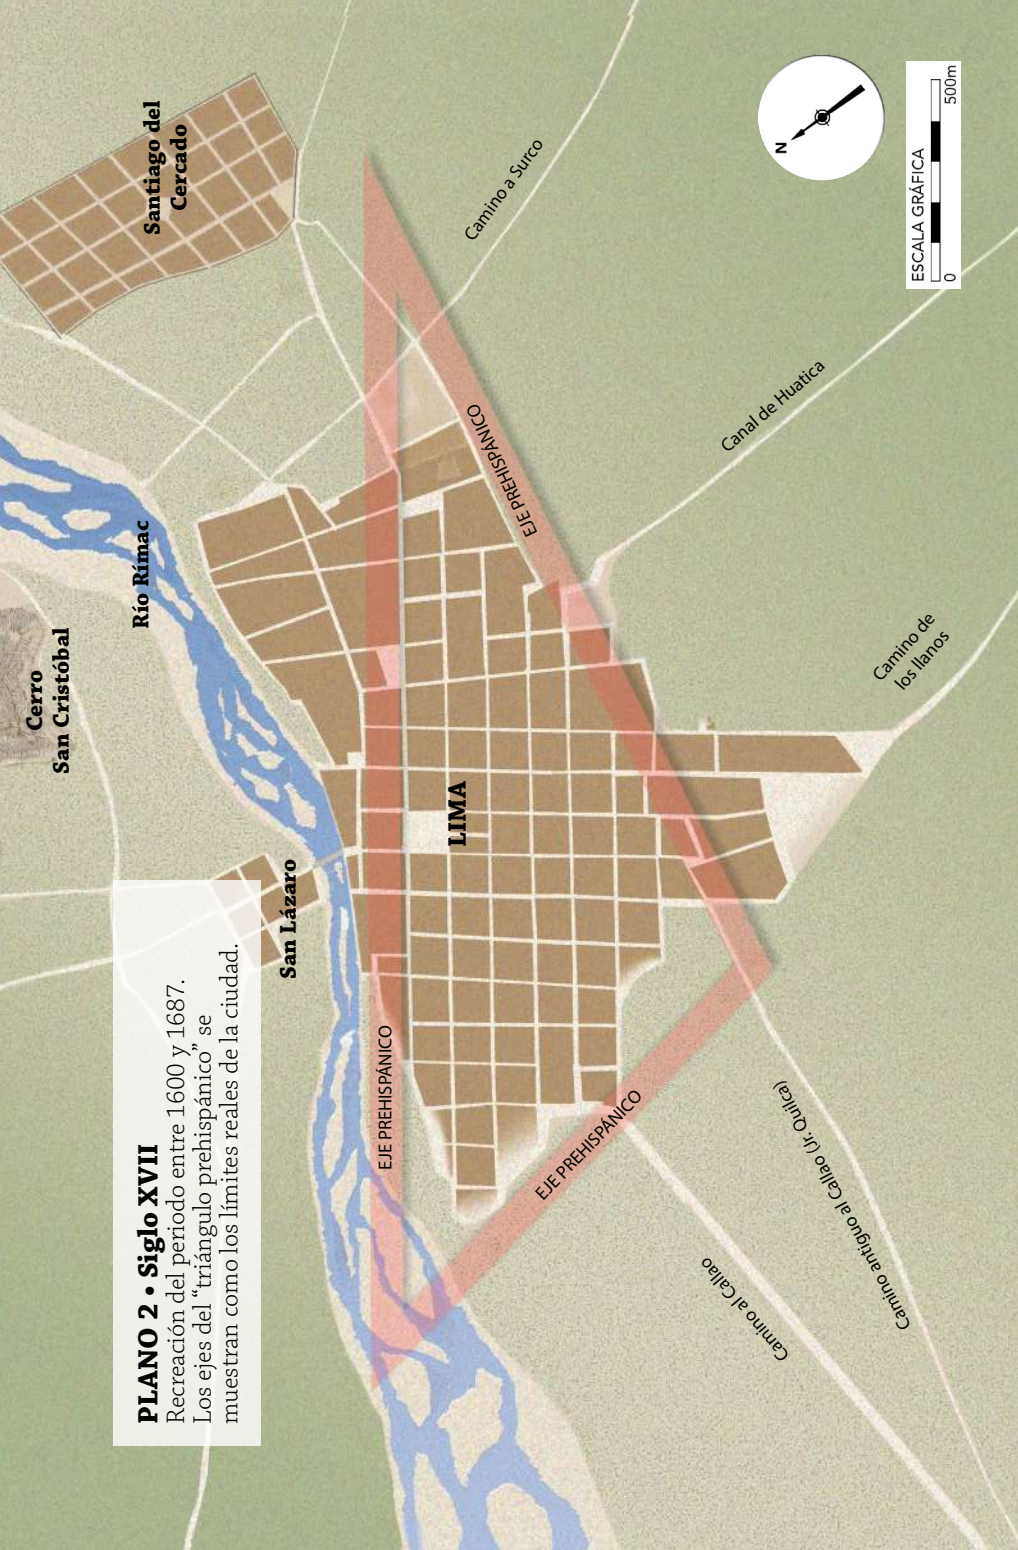 PLANO 2 • Siglo XVII
Recreación del periodo entre 1600 y 1687.
Los ejes del “triángulo prehispánico” se
muestran como los límites reales de la ciudad.
Cerro
San Cristóbal
Río Rímac
Santiago del
Cercado
San Lázaro
LIMA
EJE PREHISPÁNICO
EJE PREHISPÁNICO
EJE PREHISPÁNICO
Camino a Surco
Canal de Huatica
Camino de
los llanos
Camino al Callao
Camino antiguo al Callao (Jr. Quilca)
N
ESCALA GRÁFICA
0
500m